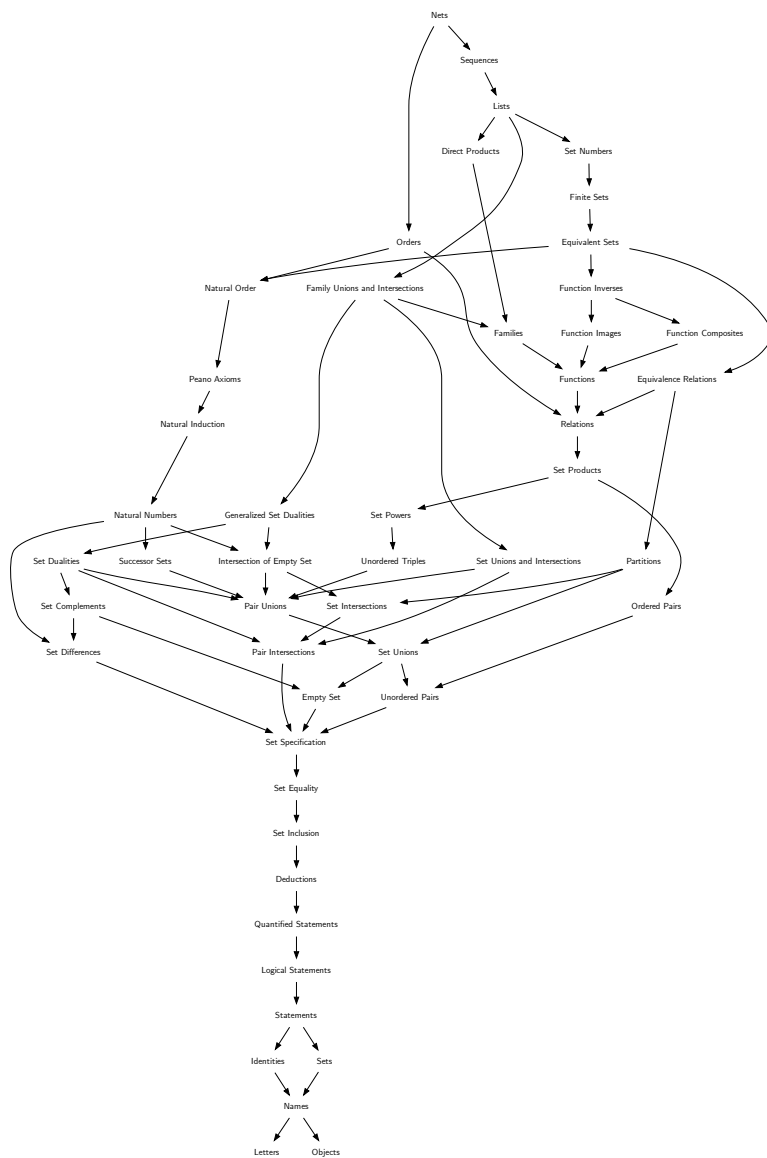 Nets
Sequences
Lists
Direct Products
Set Numbers
Finite Sets
Orders
Equivalent Sets
Natural Order
Family Unions and Intersections
Function Inverses
Families
Function Images
Function Composites
Peano Axioms
Functions
Equivalence Relations
Natural Induction
Relations
Set Products
Natural Numbers
Generalized Set Dualities
Set Powers
Set Dualities
Successor Sets
Intersection of Empty Set
Unordered Triples
Set Unions and Intersections
Partitions
Set Complements
Pair Unions
Set Intersections
Ordered Pairs
Set Differences
Pair Intersections
Set Unions
Empty Set
Unordered Pairs
Set Specification
Set Equality
Set Inclusion
Deductions
Quantified Statements
Logical Statements
Statements
Identities
Sets
Names
Letters
Objects